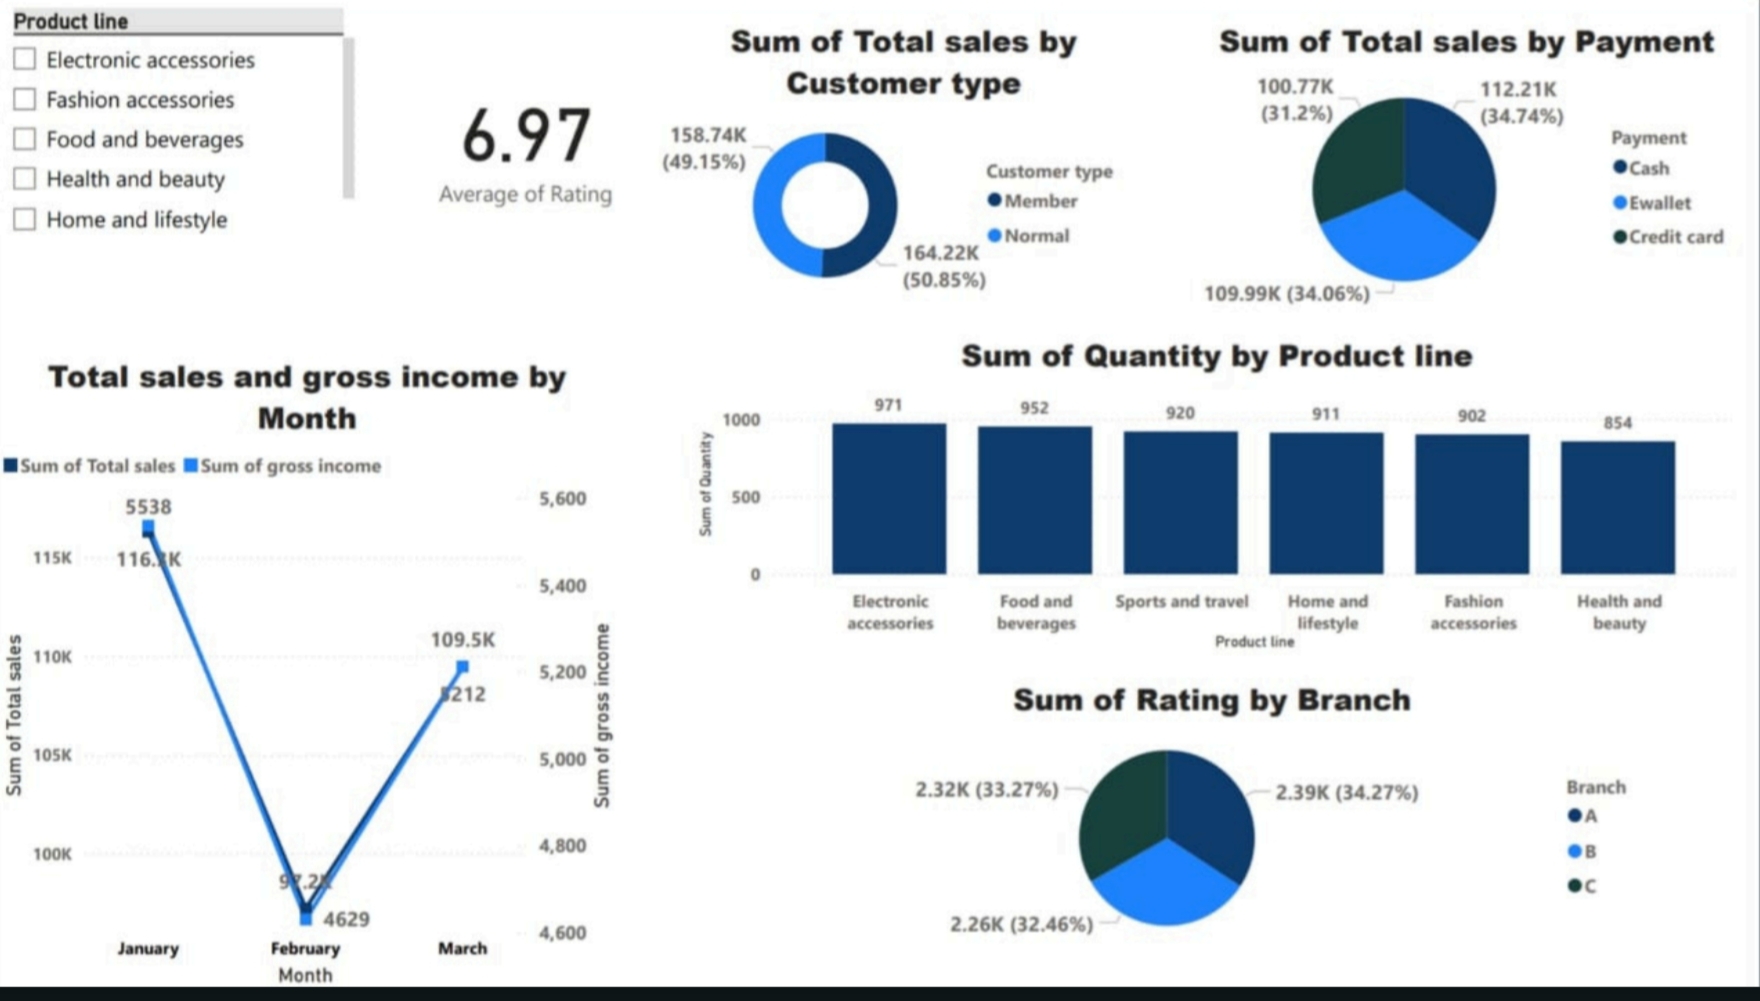 Product line
Electronic accessories
Fashion accessories
Food and beverages
Health and beauty
Home and lifestyle
6.97
Average of Rating
Sum of Total sales by
Customer type
158.74K
(49.15%)
164.22K
(50.85%)
Customer type
Member
Normal
Sum of Total sales by Payment
100.77K
(31.2%)
112.21K
(34.74%)
109.99K (34.06%)
Payment
Cash
Ewallet
Credit card
Total sales and gross income by
Month
Sum of Total sales Sum of gross income
Sum of Total sales
115K
110K
105K
100K
5538
109.5K
5212
97.2K
4629
5,600
5,400
5,200
5,000
4,800
4,600
Sum of gross income
January February March
Month
Sum of Quantity by Product line
Sum of Quantity
1000
500
0
971 952 920 911 902 854
Electronic
accessories
Food and
beverages
Sports and travel
Home and
lifestyle
Fashion
accessories
Health and
beauty
Product line
Sum of Rating by Branch
2.32K (33.27%)
2.39K (34.27%)
2.26K (32.46%)
Branch
A
B
C